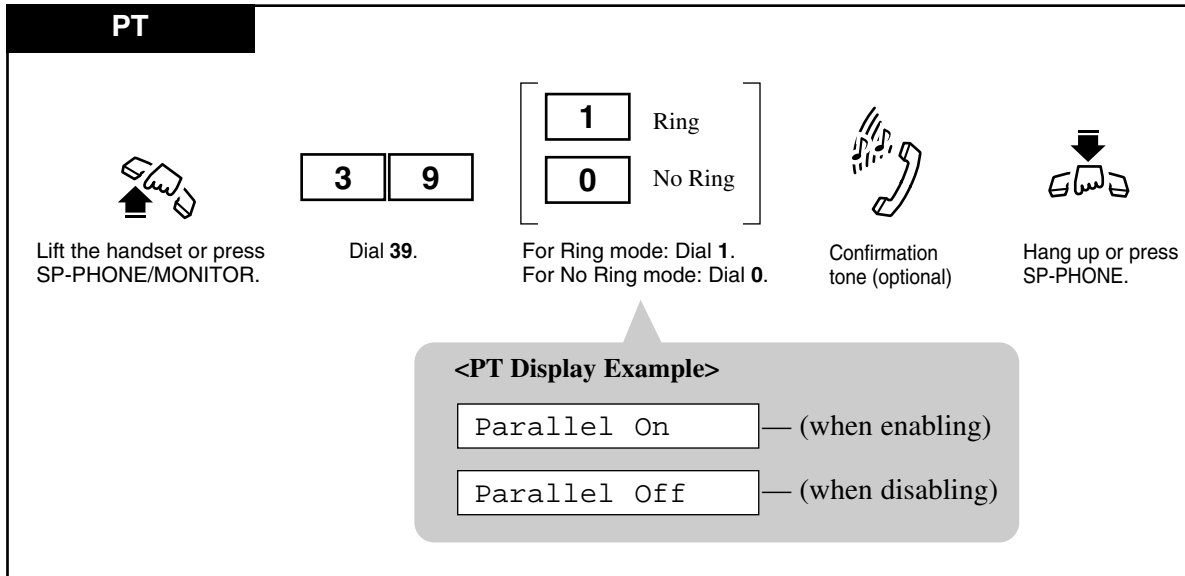 PT
1 Ring
3 9
0 No Ring
Lift the handset or press
SP-PHONE/MONITOR.
Dial 39.
For Ring mode: Dial 1.
For No Ring mode: Dial 0.
Confirmation
tone (optional)
Hang up or press
SP-PHONE.
<PT Display Example>
Parallel On — (when enabling)
Parallel Off — (when disabling)